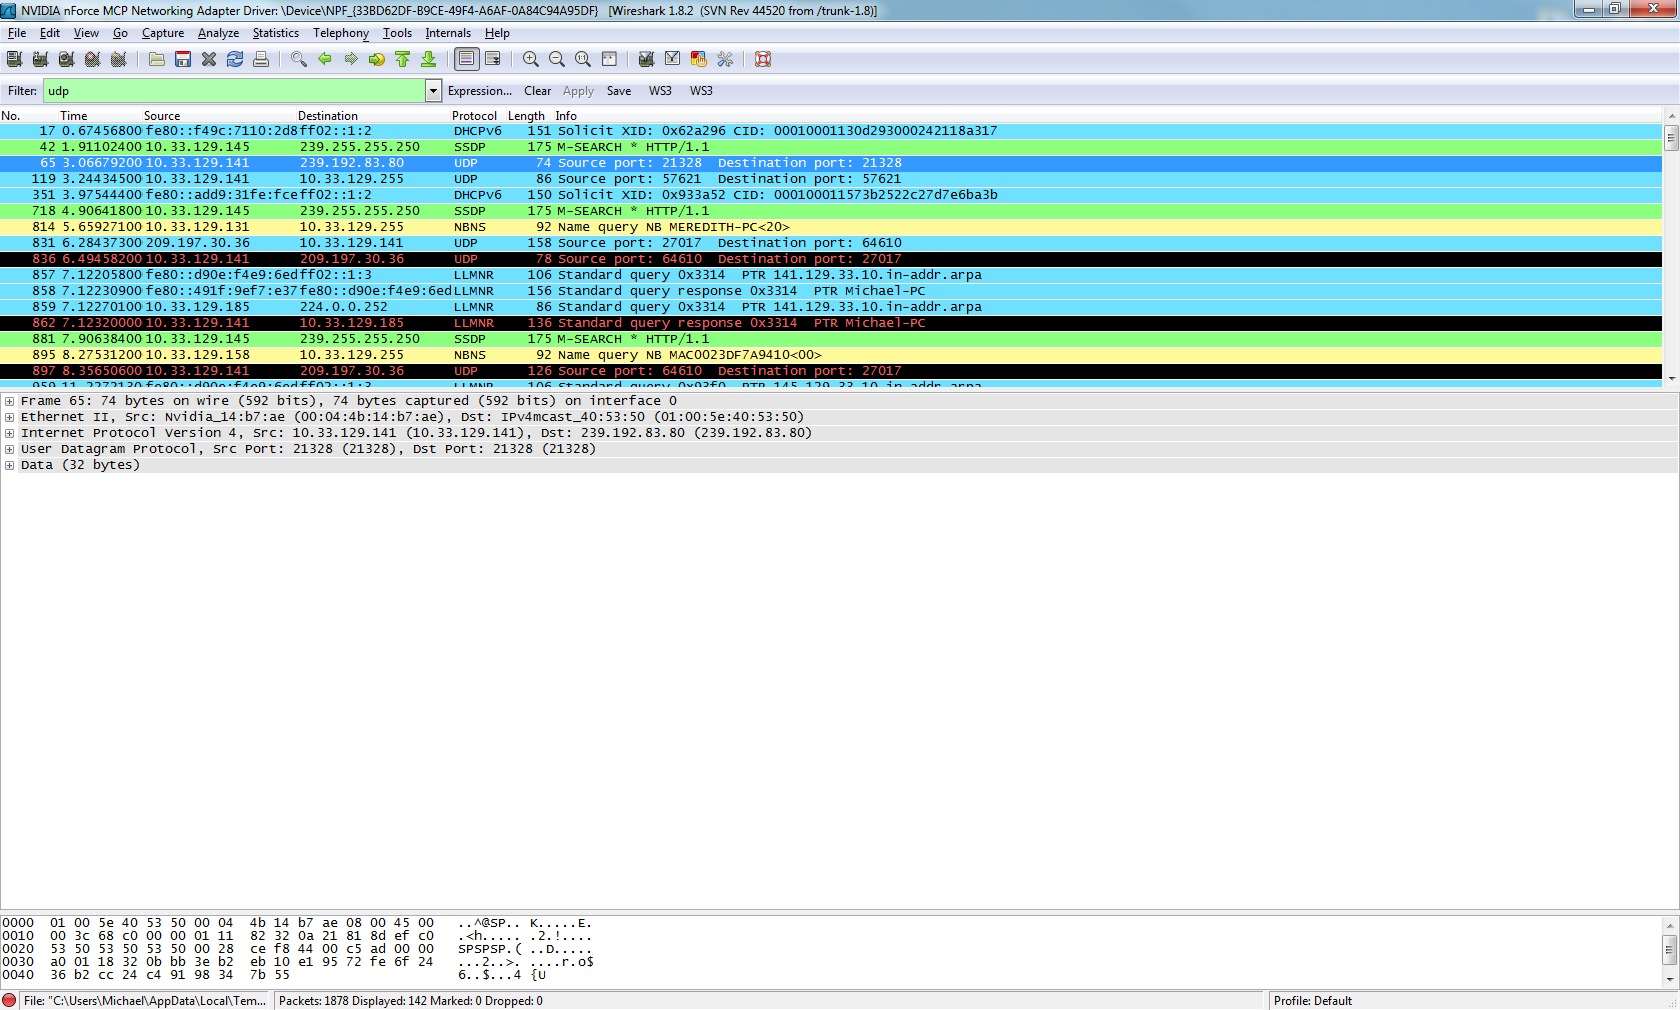 NVIDIA nForce MCP Networking Adapter Driver: \Device\NPF_{33BD62DF-B9CE-49F4-A6AF-0A84C94A95DF} [Wireshark 1.8.2 (SVN Rev 44520 from /trunk-1.8)]
File Edit View Go Capture Analyze Statistics Telephony Tools Internals Help
Filter: udp Expression... Clear Apply Save WS3 WS3
No. Time Source Destination Protocol Length Info
17 0.67456800 fe80::f49c:7110:2d8 ff02::1:2 DHCPv6 151 Solicit XID: 0x62a296 CID: 00010001130d293000242118a317
42 1.91102400 10.33.129.145 239.255.255.250 SSDP 175 M-SEARCH * HTTP/1.1
65 3.06679200 10.33.129.141 239.192.83.80 UDP 74 Source port: 21328 Destination port: 21328
119 3.24434500 10.33.129.141 10.33.129.255 UDP 86 Source port: 57621 Destination port: 57621
351 3.97544400 fe80::add9:31fe:fce ff02::1:2 DHCPv6 150 Solicit XID: 0x933a52 CID: 000100011573b2522c27d7e6ba3b
718 4.90641800 10.33.129.145 239.255.255.250 SSDP 175 M-SEARCH * HTTP/1.1
814 5.65927100 10.33.129.131 10.33.129.255 NBNS 92 Name query NB MEREDITH-PC<20>
831 6.28437300 209.197.30.36 10.33.129.141 UDP 158 Source port: 27017 Destination port: 64610
836 6.49458200 10.33.129.141 209.197.30.36 UDP 78 Source port: 64610 Destination port: 27017
857 7.12205800 fe80::d90e:f4e9:6ed ff02::1:3 LLMNR 106 Standard query 0x3314 PTR 141.129.33.10.in-addr.arpa
858 7.12230900 fe80::491f:9ef7:e37 fe80::d90e:f4e9:6ed LLMNR 156 Standard query response 0x3314 PTR Michael-PC
859 7.12270100 10.33.129.185 224.0.0.252 LLMNR 86 Standard query 0x3314 PTR 141.129.33.10.in-addr.arpa
862 7.12320000 10.33.129.141 10.33.129.185 LLMNR 136 Standard query response 0x3314 PTR Michael-PC
881 7.90638400 10.33.129.145 239.255.255.250 SSDP 175 M-SEARCH * HTTP/1.1
895 8.27531200 10.33.129.158 10.33.129.255 NBNS 92 Name query NB MAC0023DF7A9410<00>
897 8.35650600 10.33.129.141 209.197.30.36 UDP 126 Source port: 64610 Destination port: 27017
959 11.2272130 fe80::d90e:f4e9:6ed ff02::1:3 LLMNR 106 Standard query 0x93f0 PTR 145.129.33.10.in-addr.arpa
Frame 65: 74 bytes on wire (592 bits), 74 bytes captured (592 bits) on interface 0
Ethernet II, Src: Nvidia_14:b7:ae (00:04:4b:14:b7:ae), Dst: IPv4mcast_40:53:50 (01:00:5e:40:53:50)
Internet Protocol Version 4, Src: 10.33.129.141 (10.33.129.141), Dst: 239.192.83.80 (239.192.83.80)
User Datagram Protocol, Src Port: 21328 (21328), Dst Port: 21328 (21328)
Data (32 bytes)
0000 01 00 5e 40 53 50 00 04 4b 14 b7 ae 08 00 45 00 ..^@SP.. K.....E.
0010 00 3c 68 c0 00 00 01 11 82 32 0a 21 81 8d ef c0 .<h..... .2.!....
0020 53 50 53 50 53 50 00 28 ce f8 44 00 c5 ad 00 00 SPSPSP.( ..D.....
0030 a0 01 18 32 0b bb 3e b2 eb 10 e1 95 72 fe 6f 24 ...2..>. ....r.o$
0040 36 b2 cc 24 c4 91 98 34 7b 55 6..$...4 {U
File: "C:\Users\Michael\AppData\Local\Tem... Packets: 1878 Displayed: 142 Marked: 0 Dropped: 0 Profile: Default